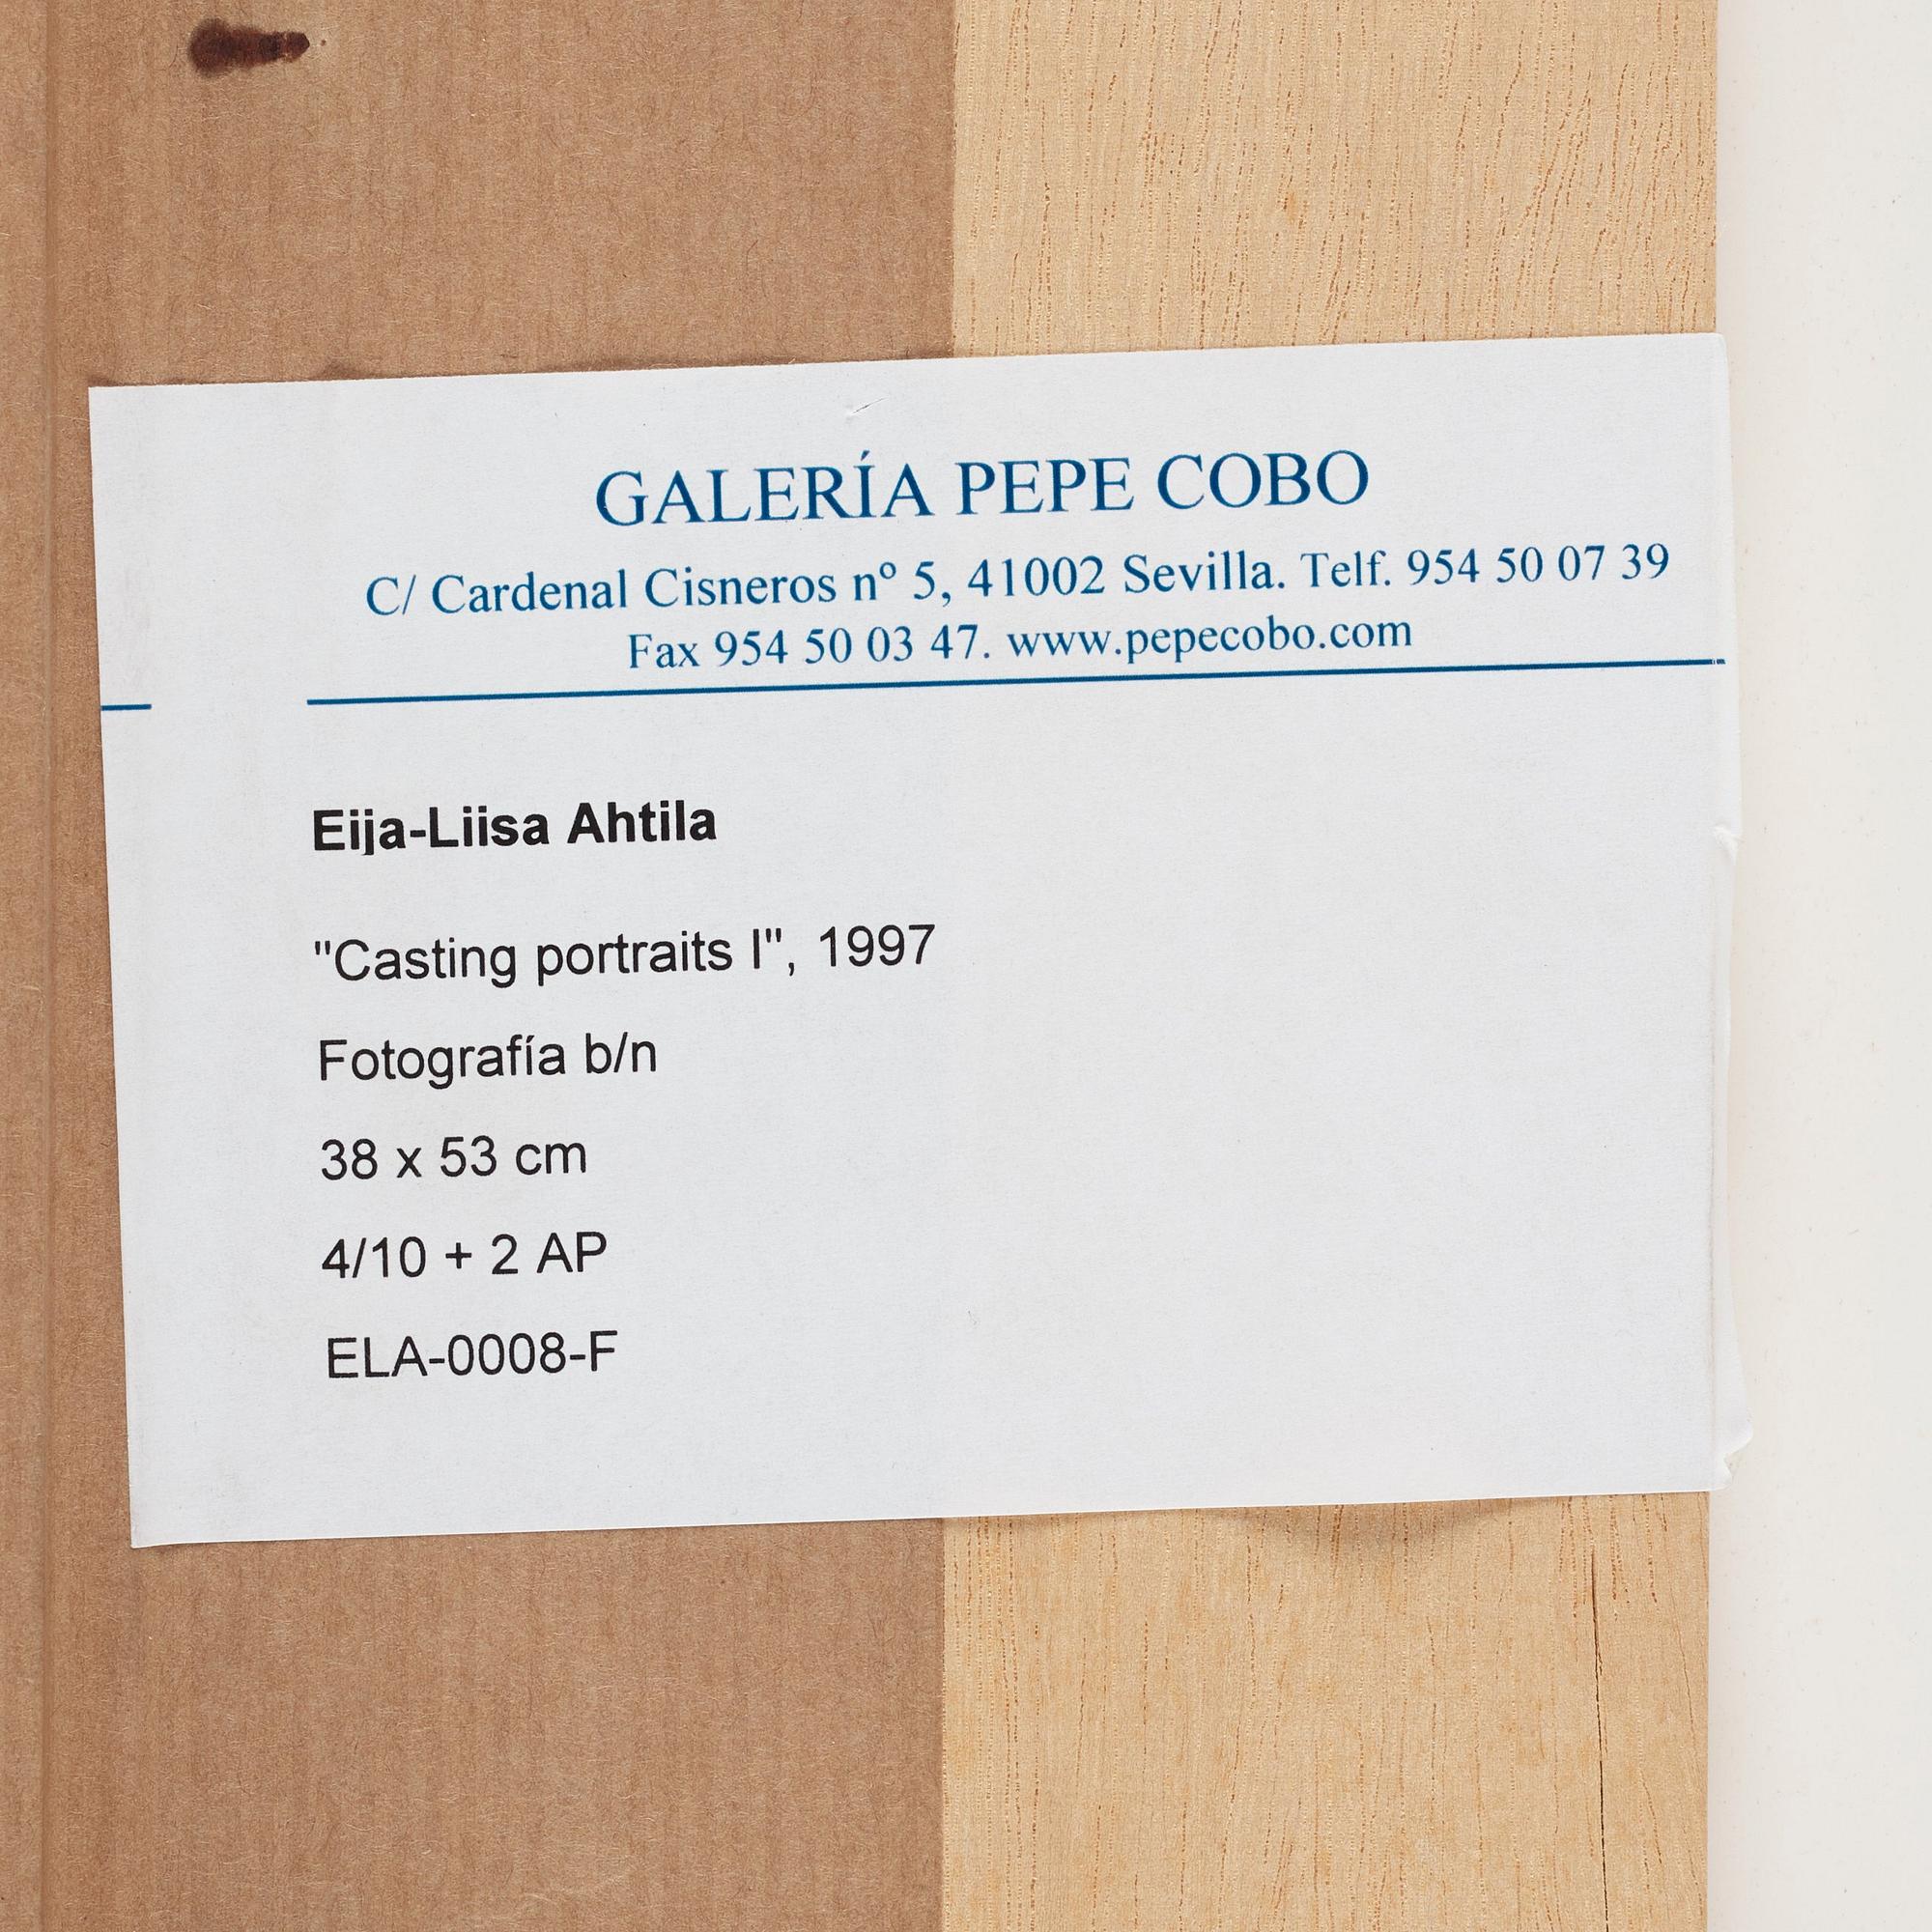 GALERÍA PEPE COBO
C/ Cardenal Cisneros nº 5, 41002 Sevilla. Telf. 954 50 07 39
Fax 954 50 03 47. www.pepecobo.com
Eija-Liisa Ahtila
"Casting portraits I", 1997
Fotografía b/n
38 x 53 cm
4/10 + 2 AP
ELA-0008-F